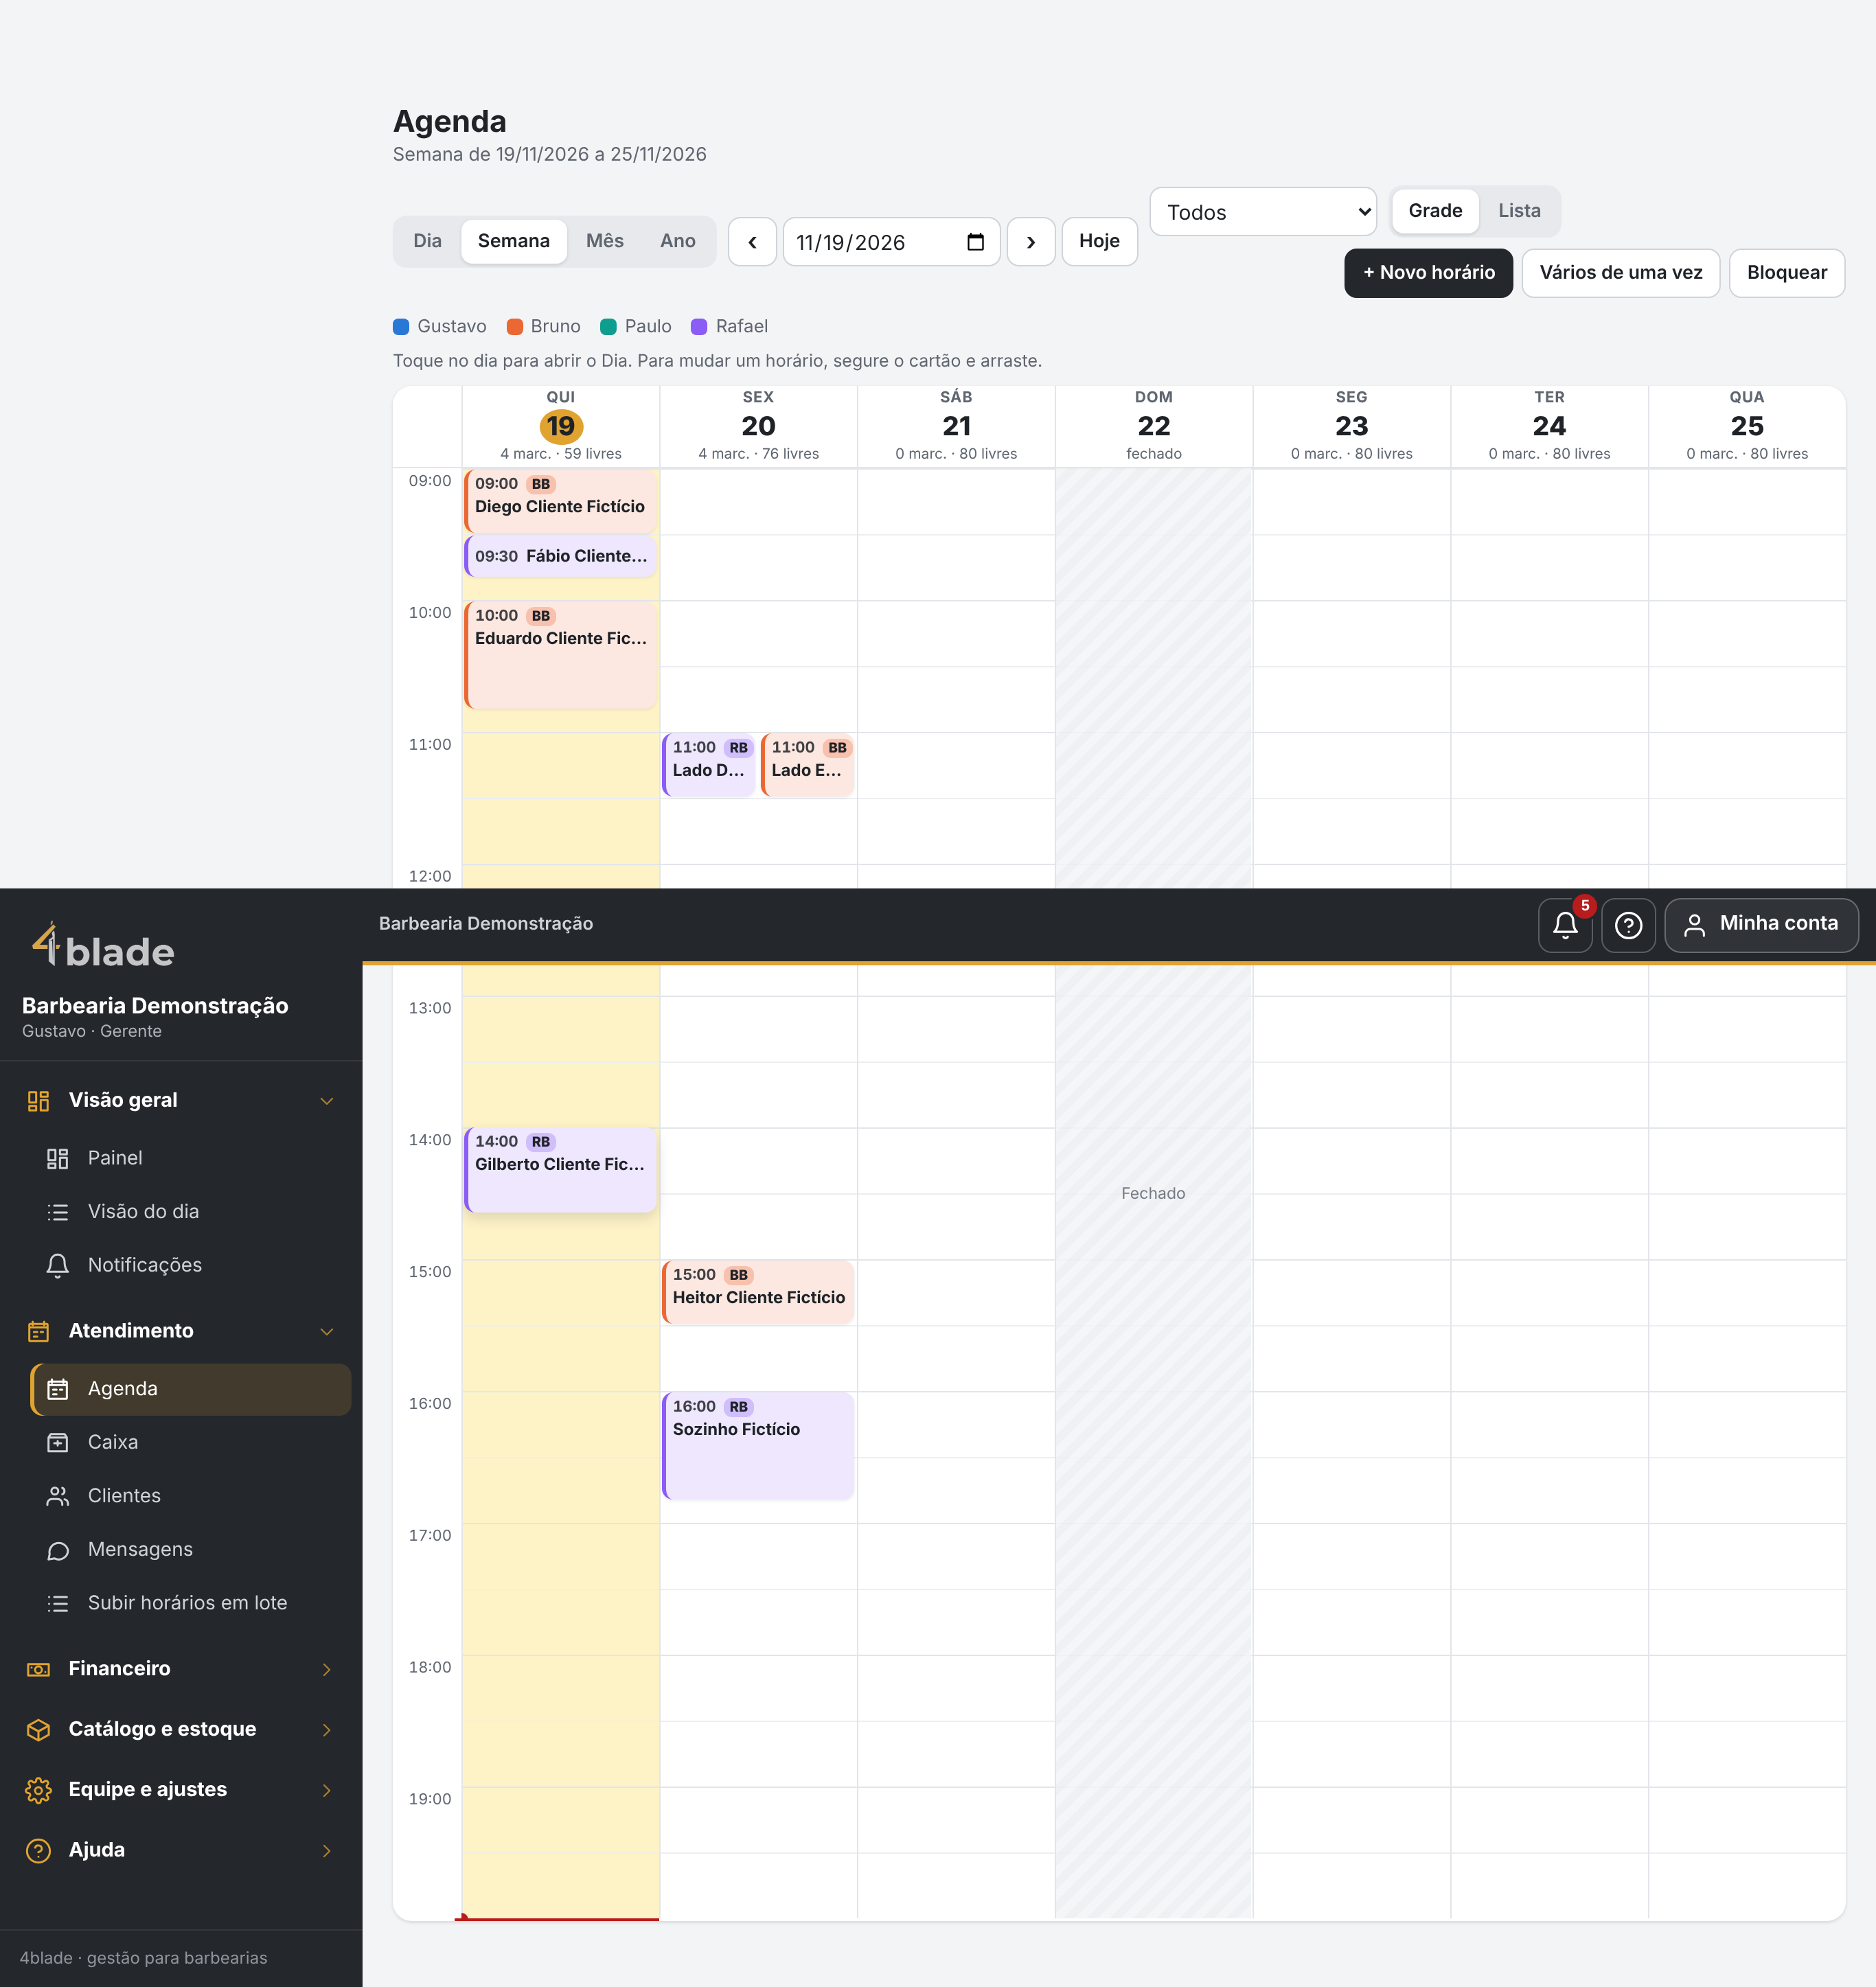 Agenda
Semana de 19/11/2026 a 25/11/2026
Dia Semana Mês Ano ‹ 11/19/2026 › Hoje Todos Grade Lista
+ Novo horário Vários de uma vez Bloquear
Gustavo Bruno Paulo Rafael
Toque no dia para abrir o Dia. Para mudar um horário, segure o cartão e arraste.
QUI SEX SÁB DOM SEG TER QUA
19 20 21 22 23 24 25
4 marc. · 59 livres 4 marc. · 76 livres 0 marc. · 80 livres fechado 0 marc. · 80 livres 0 marc. · 80 livres 0 marc. · 80 livres
09:00
09:00 BB
Diego Cliente Fictício
09:30 Fábio Cliente...
10:00
10:00 BB
Eduardo Cliente Fic...
11:00
11:00 RB
Lado D...
11:00 BB
Lado E...
12:00
4blade
Barbearia Demonstração
Gustavo · Gerente
Visão geral
Painel
Visão do dia
Notificações
Atendimento
Agenda
Caixa
Clientes
Mensagens
Subir horários em lote
Financeiro
Catálogo e estoque
Equipe e ajustes
Ajuda
4blade · gestão para barbearias
Barbearia Demonstração
5
Minha conta
13:00
14:00
14:00 RB
Gilberto Cliente Fic...
Fechado
15:00
15:00 BB
Heitor Cliente Fictício
16:00
16:00 RB
Sozinho Fictício
17:00
18:00
19:00